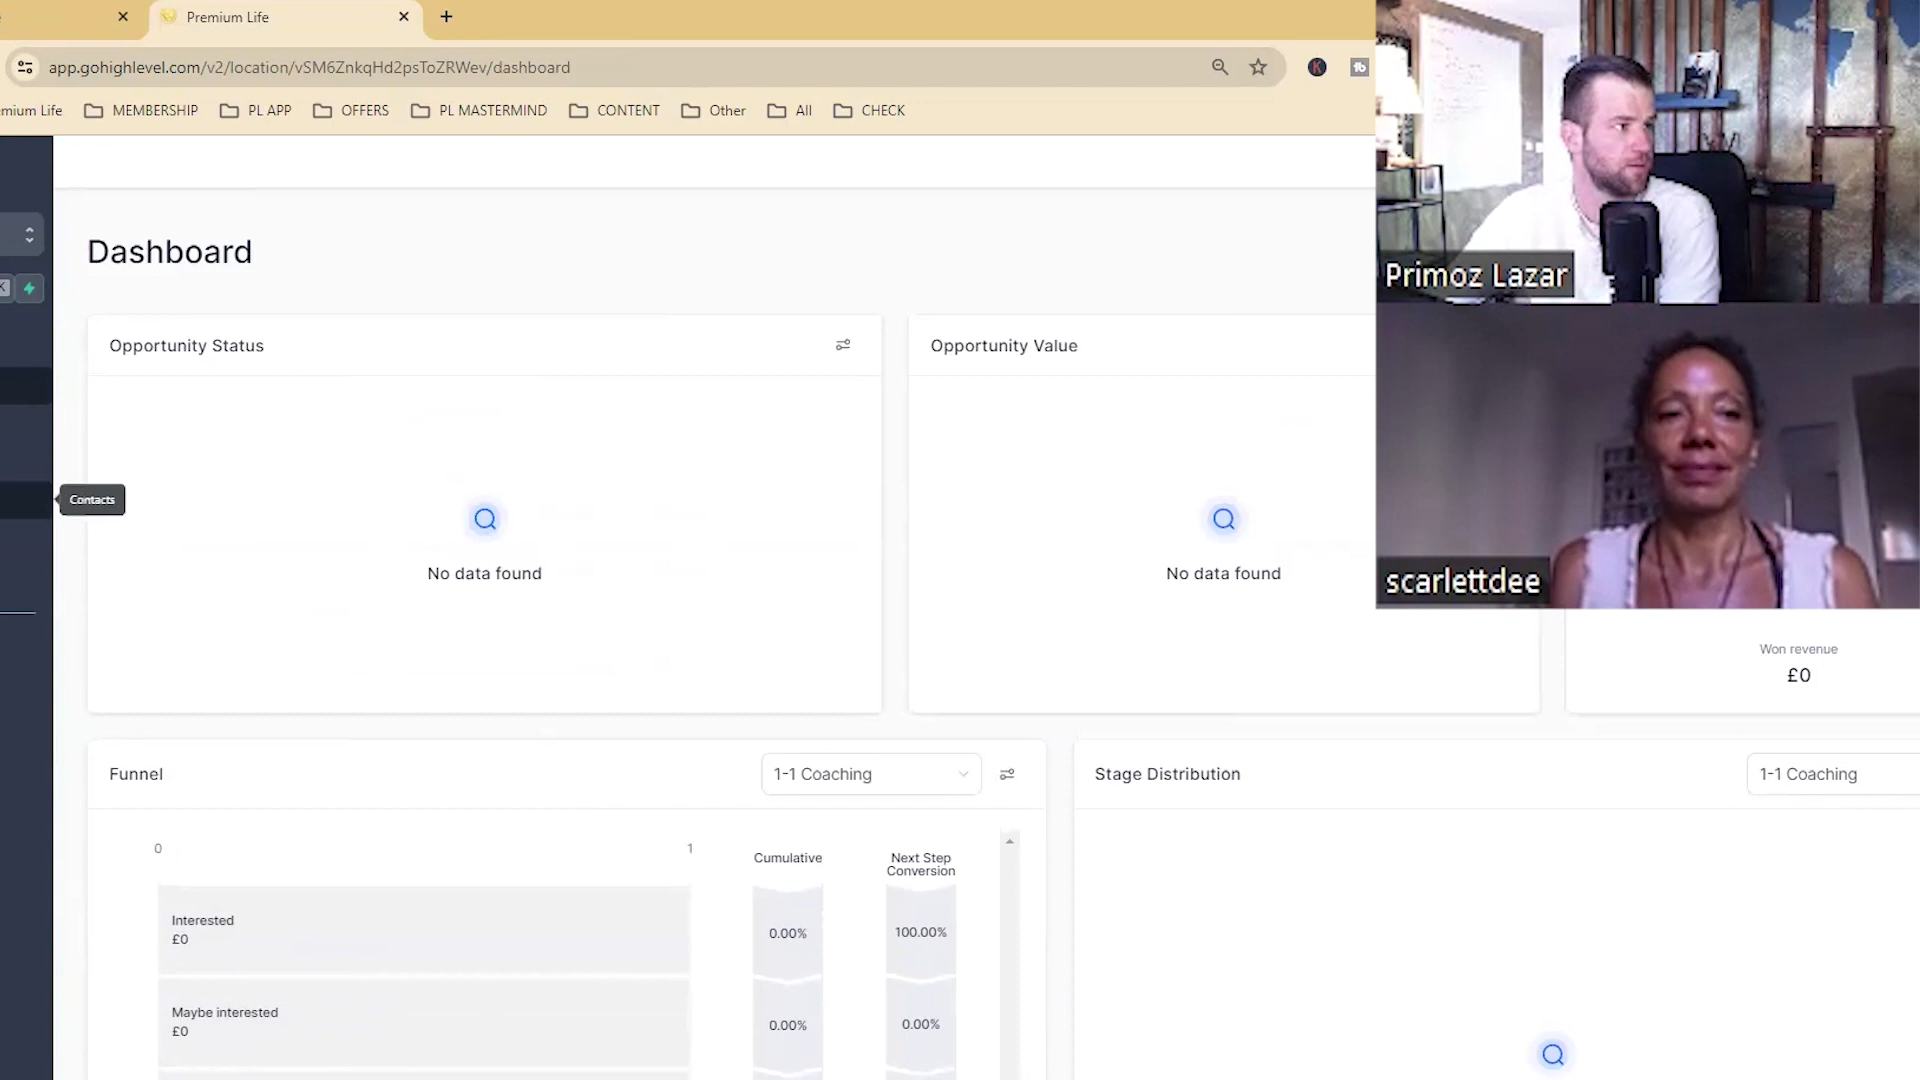 Premium Life
app.gohighlevel.com/v2/location/vSM6ZnkqHd2psToZRWev/dashboard
mium Life MEMBERSHIP PL APP OFFERS PL MASTERMIND CONTENT Other All CHECK
Dashboard
Primoz Lazar
Opportunity Status
Opportunity Value
Contacts
No data found
No data found
scarlettdee
Won revenue
£0
Funnel
1-1 Coaching
Stage Distribution
1-1 Coaching
0 1
Cumulative
Next Step
Conversion
Interested
£0
0.00%
100.00%
Maybe interested
£0
0.00%
0.00%